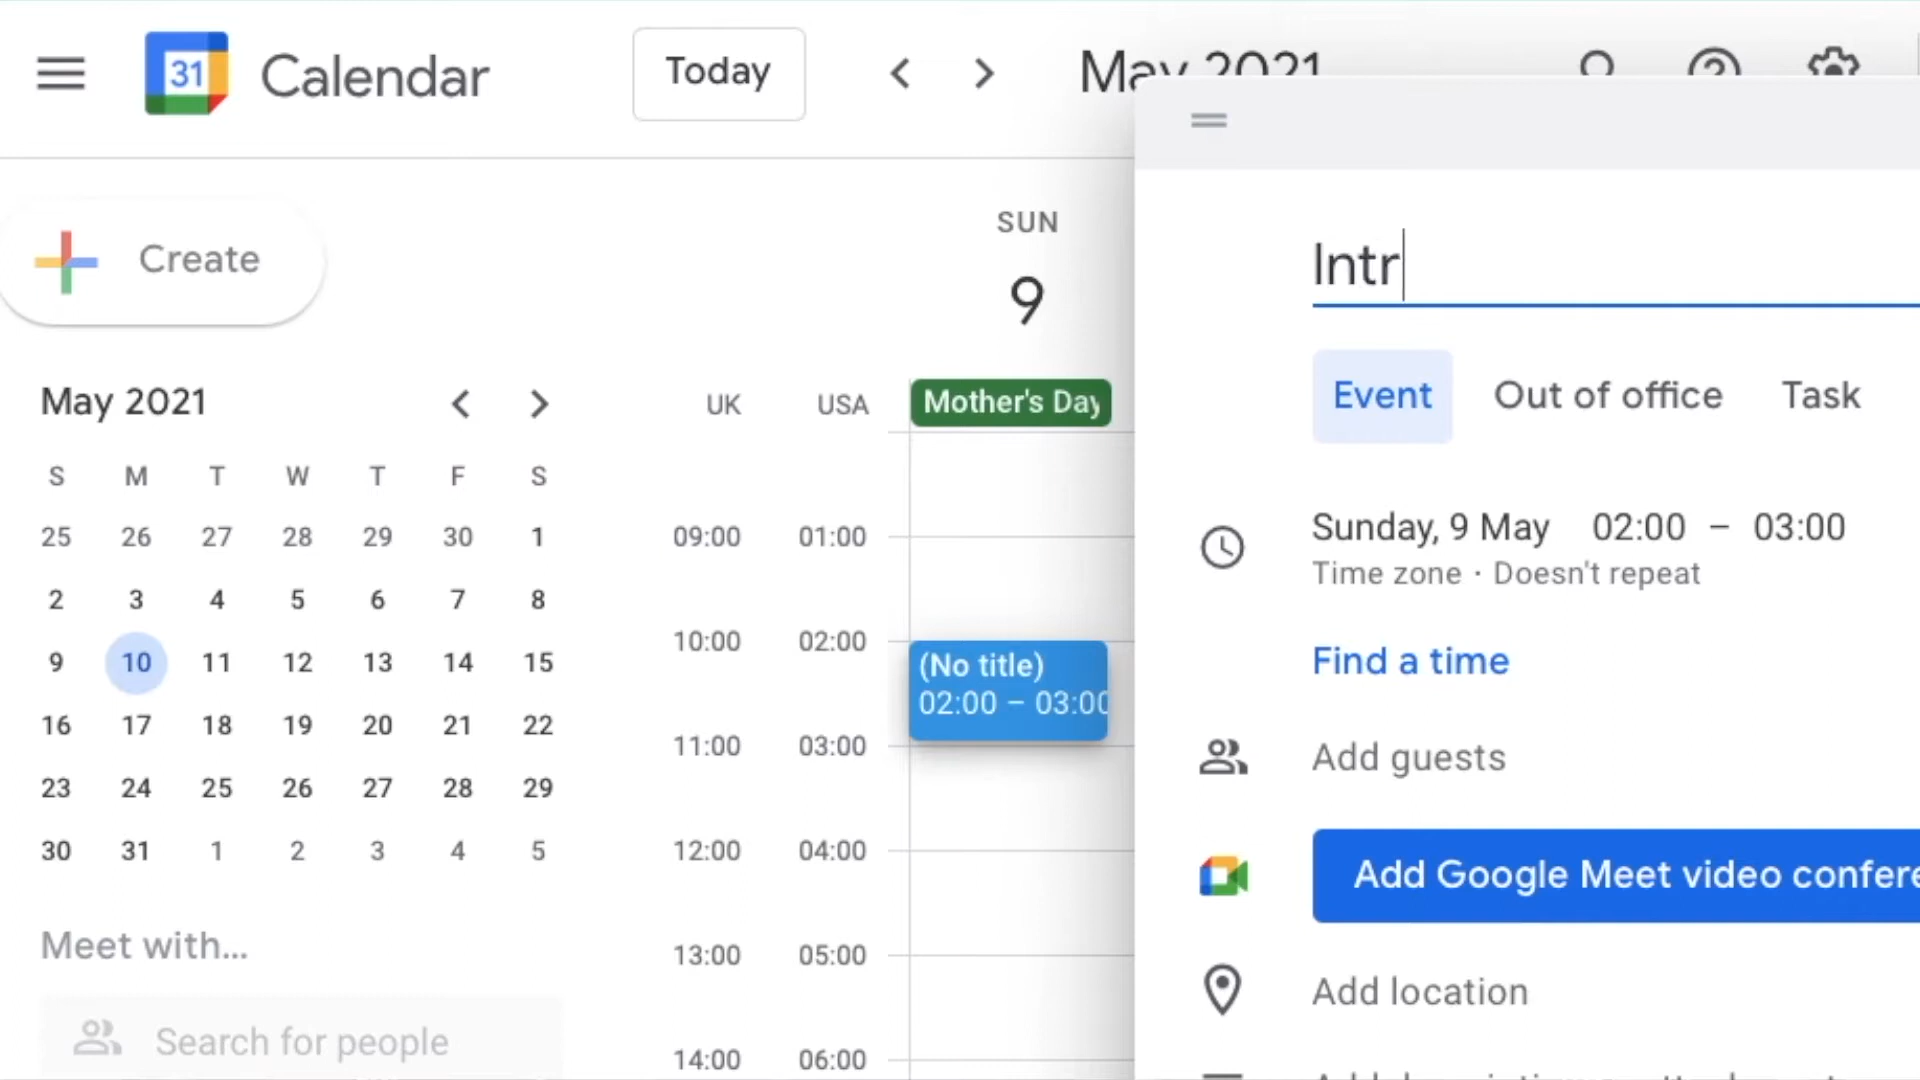 31 Calendar
Today
May 2021
Create
SUN
9
Intr
May 2021
UK USA
Mother's Day
Event Out of office Task
S M T W T F S
25 26 27 28 29 30 1
2 3 4 5 6 7 8
9 10 11 12 13 14 15
16 17 18 19 20 21 22
23 24 25 26 27 28 29
30 31 1 2 3 4 5
Meet with...
Search for people
09:00 01:00
10:00 02:00
11:00 03:00
12:00 04:00
13:00 05:00
14:00 06:00
(No title)
02:00 – 03:00
Sunday, 9 May 02:00 – 03:00
Time zone · Doesn't repeat
Find a time
Add guests
Add Google Meet video confere
Add location